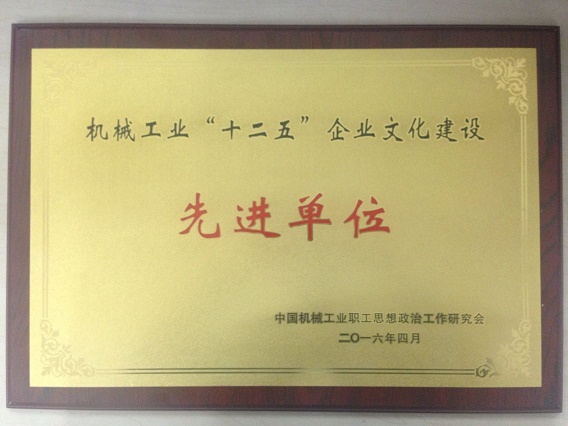 机械工业“十二五”企业文化建设
先进单位
中国机械工业职工思想政治工作研究会
二〇一六年四月